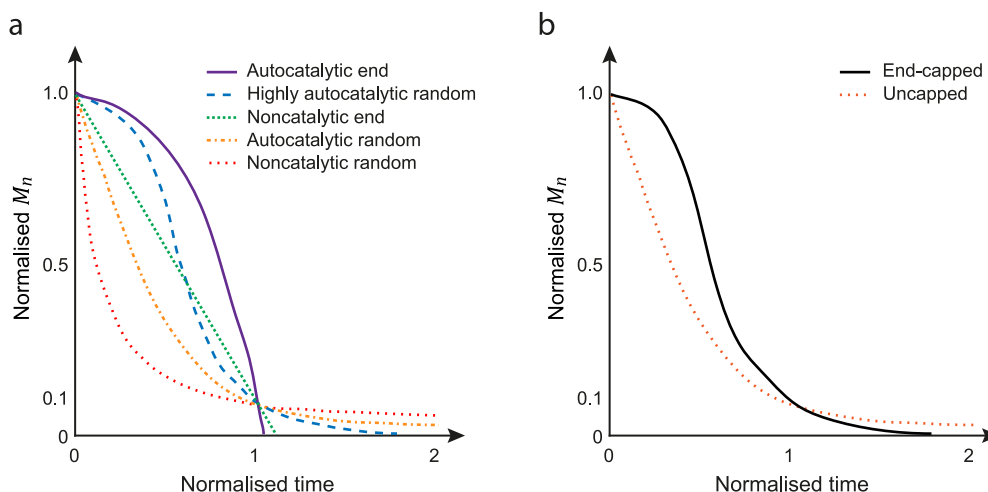 a
Normalised Mn
1.0
0.5
0.1
0
0
1
2
Normalised time
Autocatalytic end
Highly autocatalytic random
Noncatalytic end
Autocatalytic random
Noncatalytic random
b
Normalised Mn
1.0
0.5
0.1
0
0
1
2
Normalised time
End-capped
Uncapped